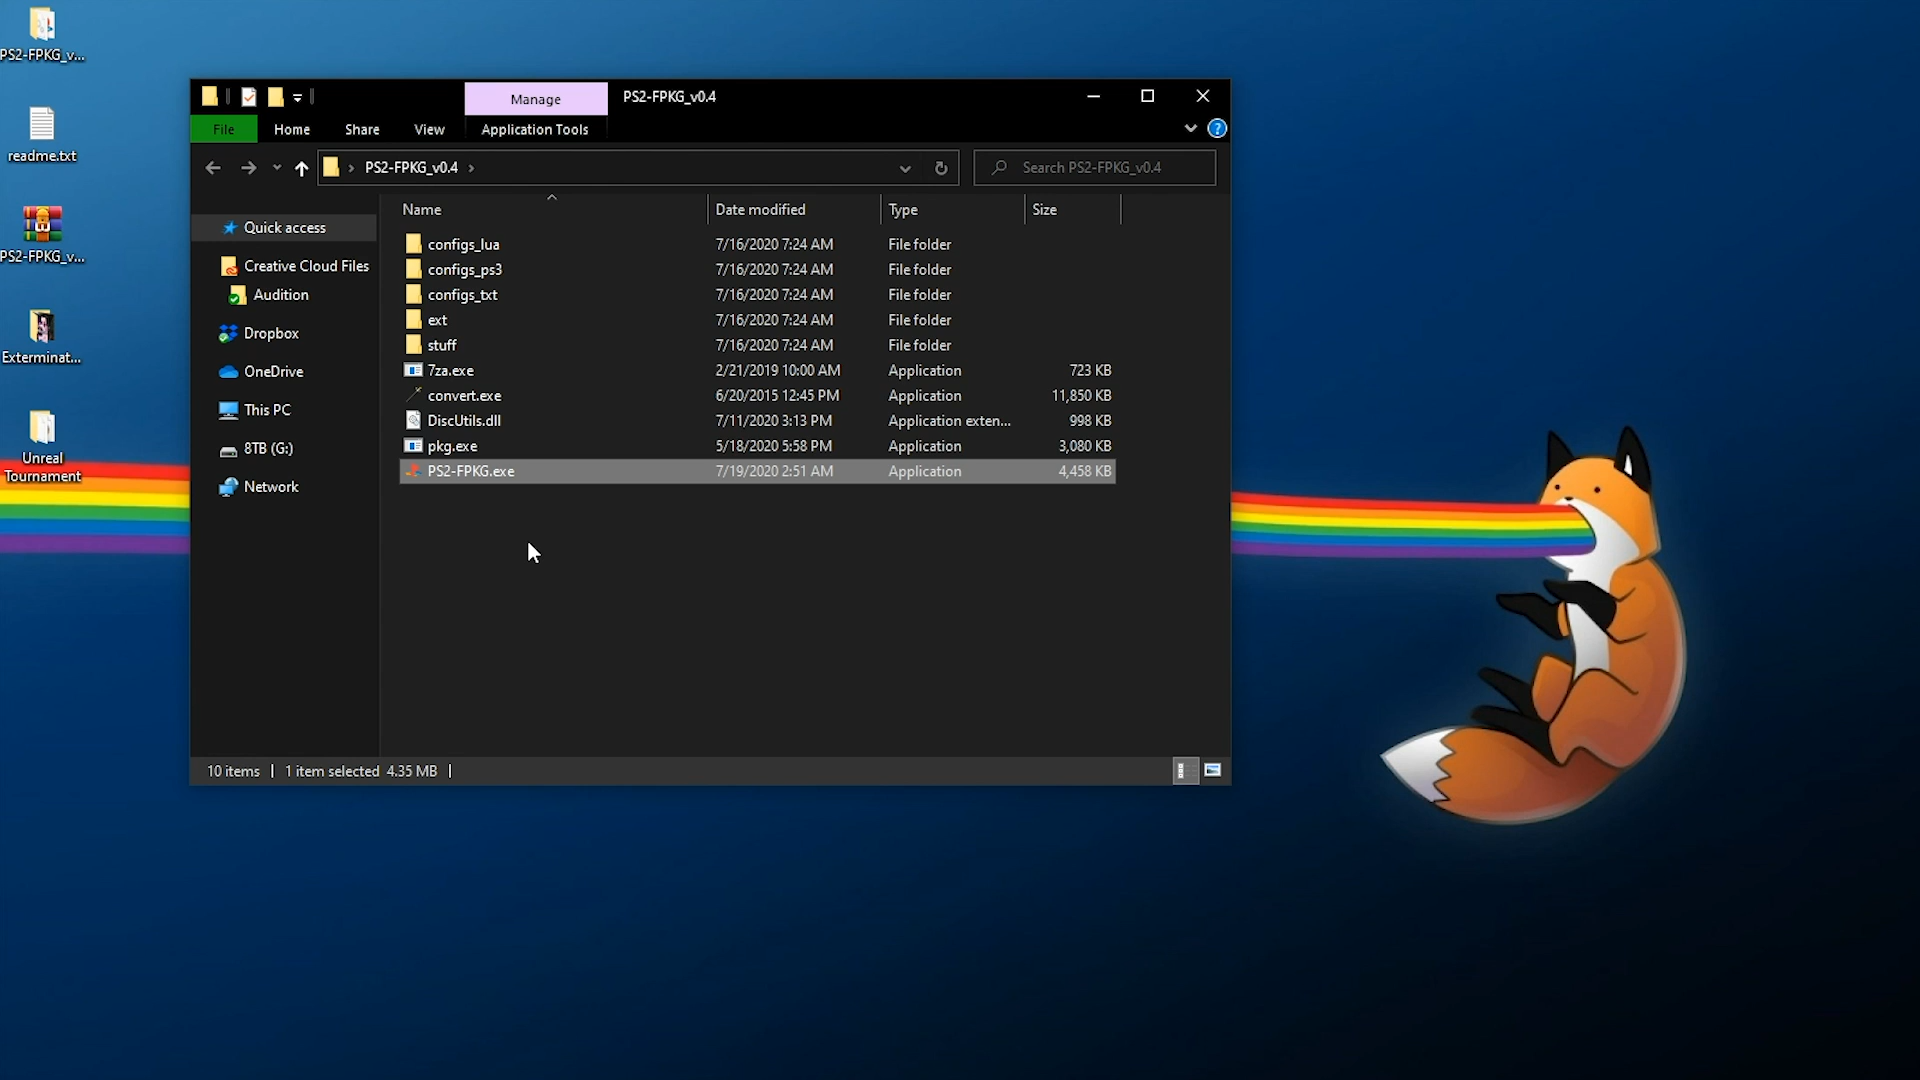 PS2-FPKG_v...
readme.txt
PS2-FPKG_v...
Exterminat...
Unreal
Tournament
Manage
PS2-FPKG_v0.4
File
Home
Share
View
Application Tools
PS2-FPKG_v0.4
Search PS2-FPKG_v0.4
Quick access
Creative Cloud Files
Audition
Dropbox
OneDrive
This PC
8TB (G:)
Network
Name Date modified Type Size
configs_lua 7/16/2020 7:24 AM File folder
configs_ps3 7/16/2020 7:24 AM File folder
configs_txt 7/16/2020 7:24 AM File folder
ext 7/16/2020 7:24 AM File folder
stuff 7/16/2020 7:24 AM File folder
7za.exe 2/21/2019 10:00 AM Application 723 KB
convert.exe 6/20/2015 12:45 PM Application 11,850 KB
DiscUtils.dll 7/11/2020 3:13 PM Application exten... 998 KB
pkg.exe 5/18/2020 5:58 PM Application 3,080 KB
PS2-FPKG.exe 7/19/2020 2:51 AM Application 4,458 KB
10 items 1 item selected 4.35 MB